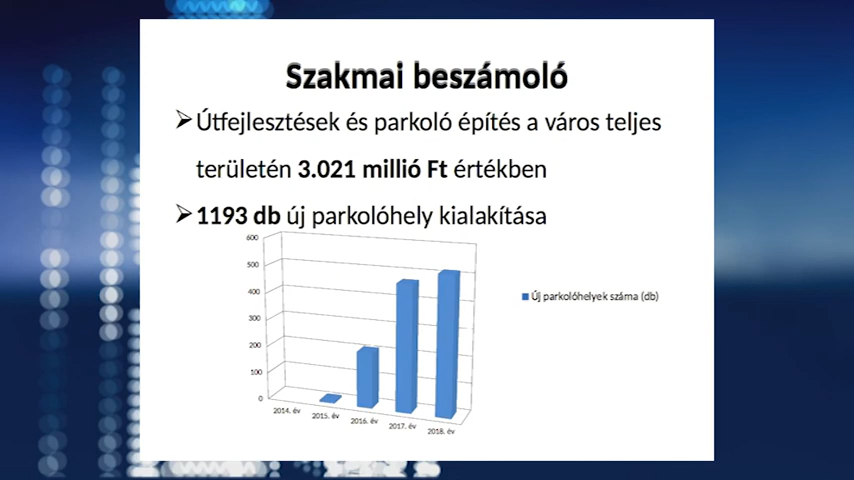 Szakmai beszámoló
➢Útfejlesztések és parkoló építés a város teljes
területén 3.021 millió Ft értékben
➢1193 db új parkolóhely kialakítása
600
500
400
300
200
100
0
2014. év
2015. év
2016. év
2017. év
2018. év
Új parkolóhelyek száma (db)